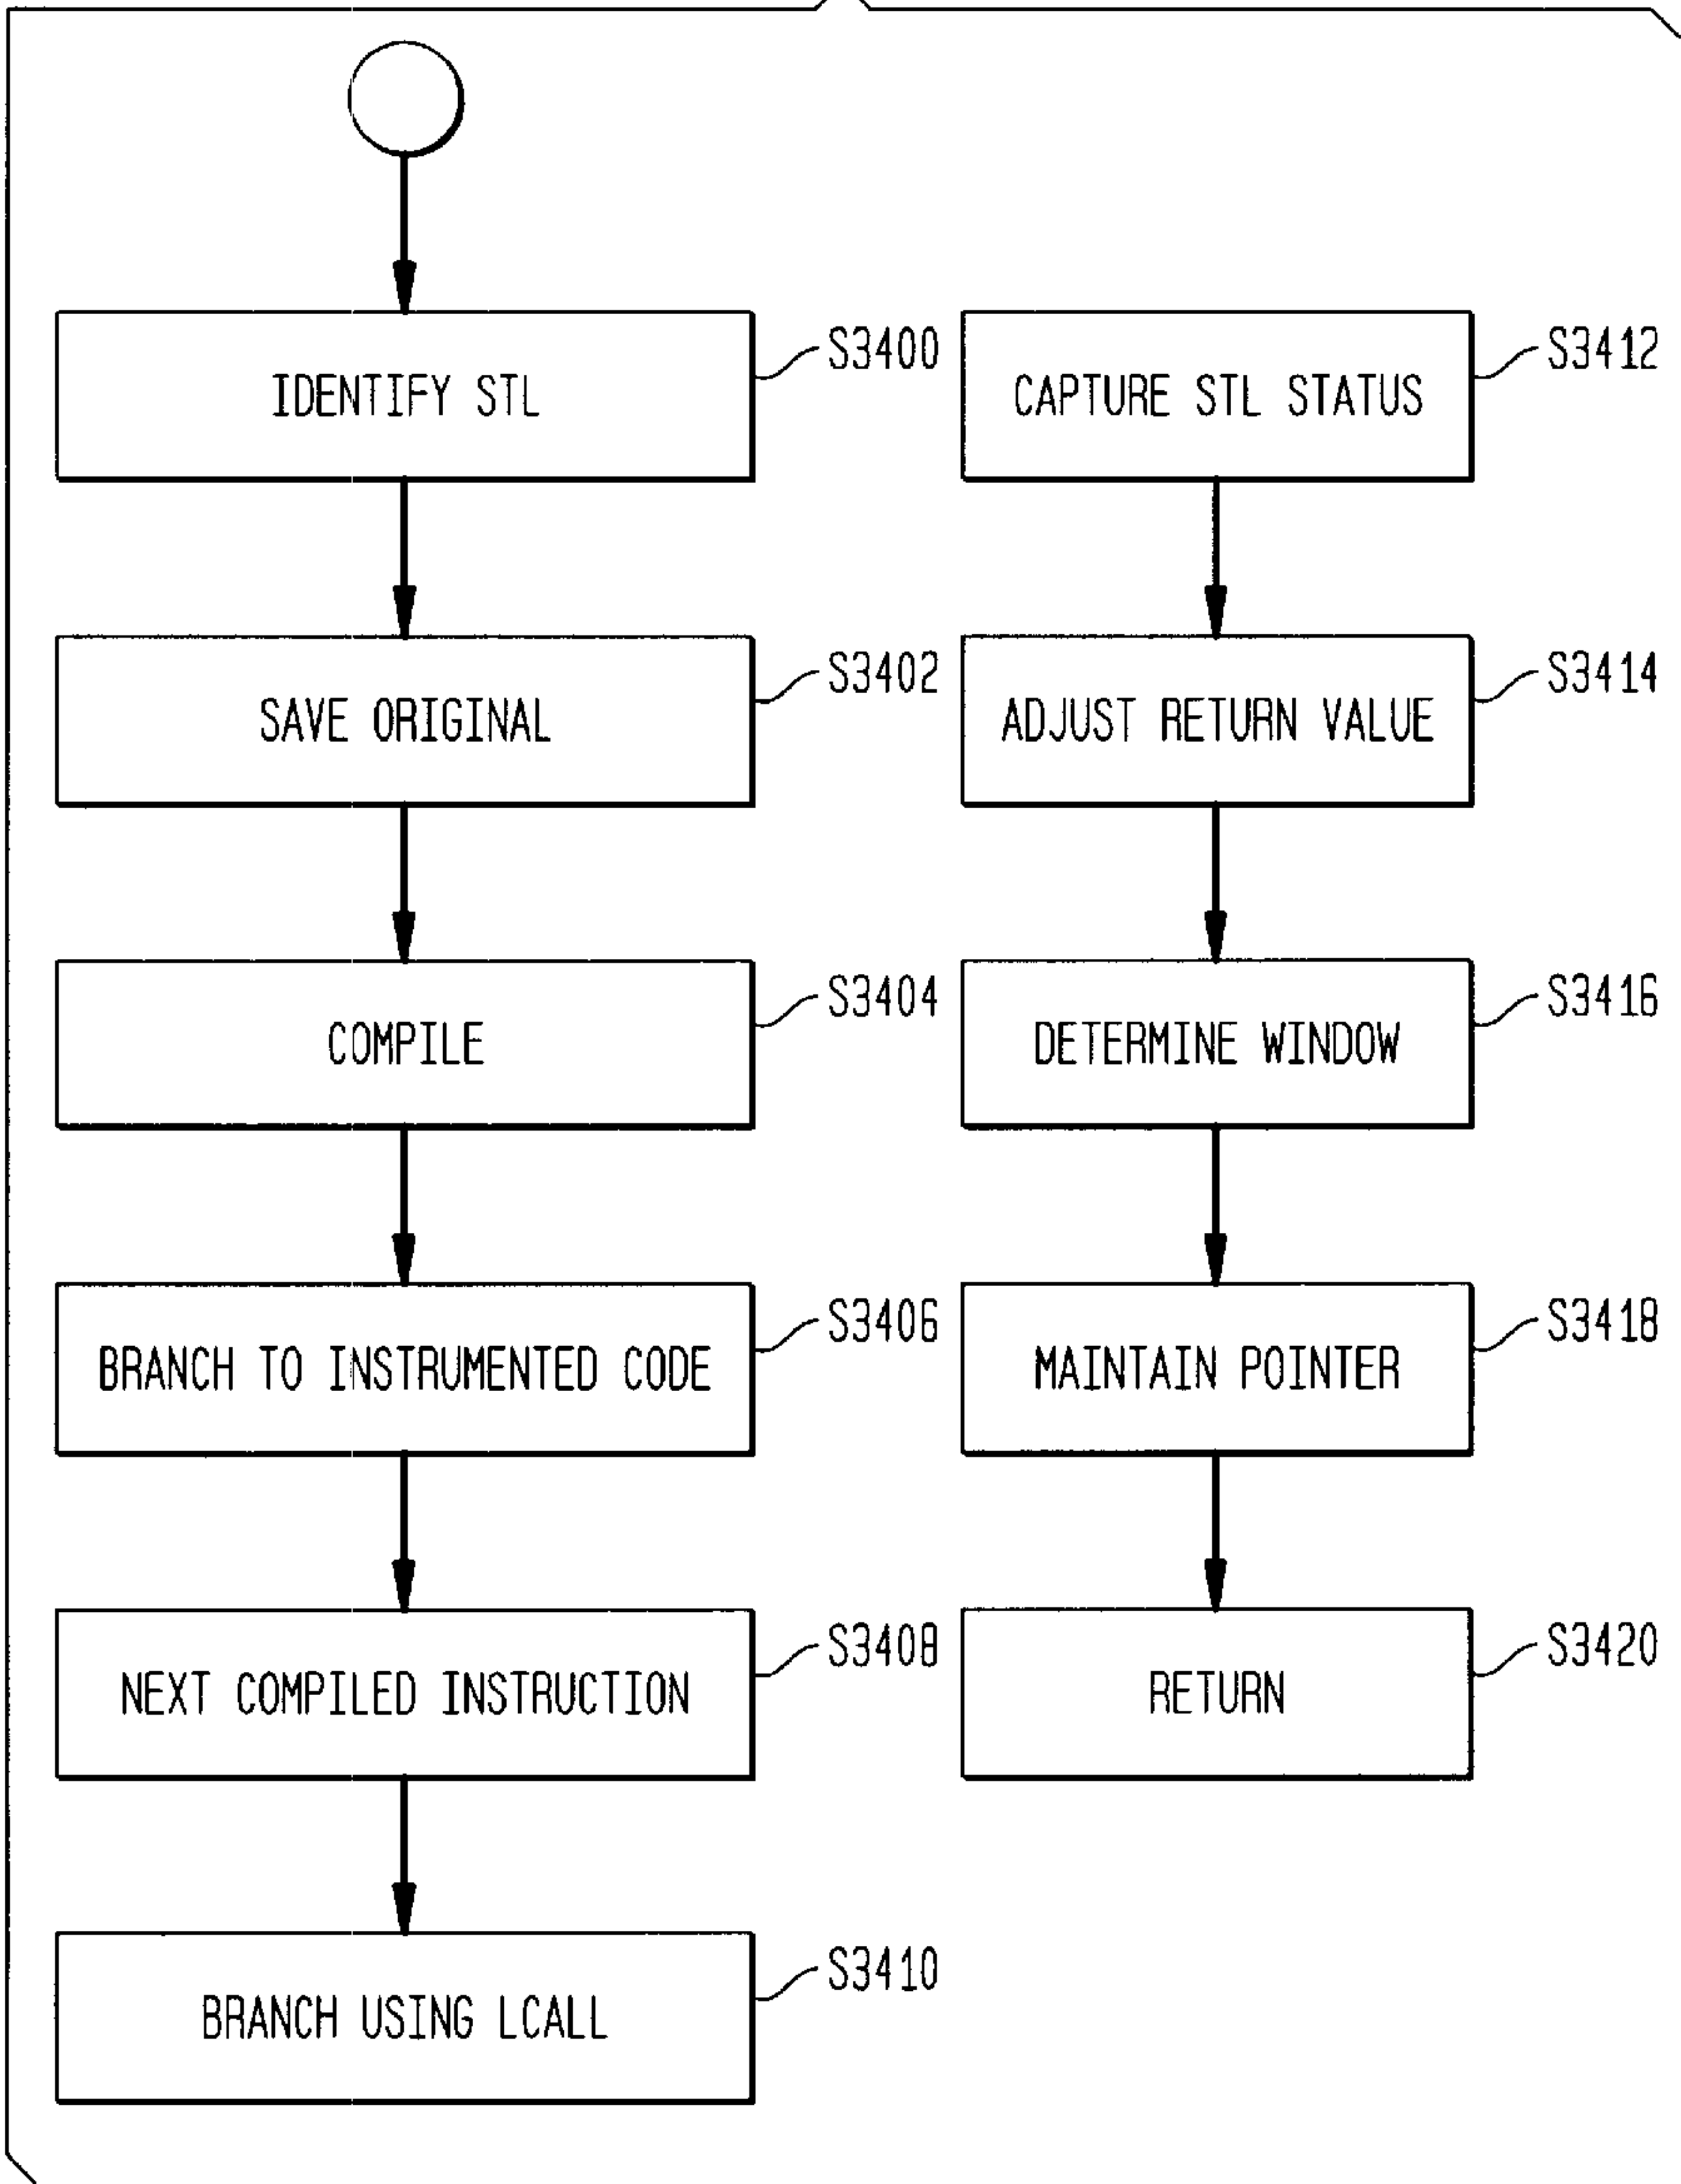 S3400
IDENTIFY STL
S3402
SAVE ORIGINAL
S3404
COMPILE
S3406
BRANCH TO INSTRUMENTED CODE
S3408
NEXT COMPILED INSTRUCTION
S3410
BRANCH USING LCALL
S3412
CAPTURE STL STATUS
S3414
ADJUST RETURN VALUE
S3416
DETERMINE WINDOW
S3418
MAINTAIN POINTER
S3420
RETURN